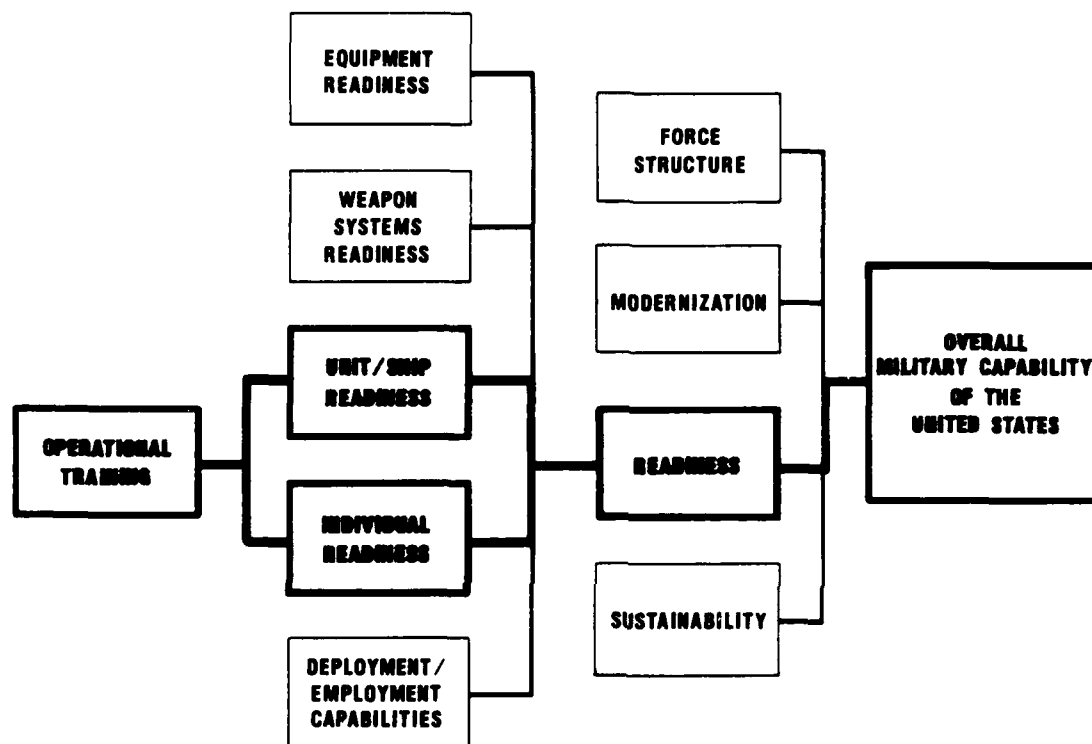 EQUIPMENT
READINESS
WEAPON
SYSTEMS
READINESS
UNIT/SHIP
READINESS
INDIVIDUAL
READINESS
DEPLOYMENT/
EMPLOYMENT
CAPABILITIES
OPERATIONAL
TRAINING
FORCE
STRUCTURE
MODERNIZATION
READINESS
SUSTAINABILITY
OVERALL
MILITARY CAPABILITY
OF THE
UNITED STATES